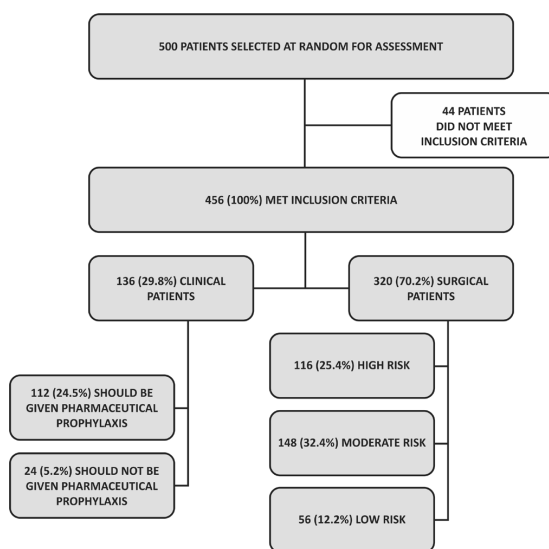 500 PATIENTS SELECTED AT RANDOM FOR ASSESSMENT
44 PATIENTS
DID NOT MEET
INCLUSION CRITERIA
456 (100%) MET INCLUSION CRITERIA
136 (29.8%) CLINICAL
PATIENTS
320 (70.2%) SURGICAL
PATIENTS
112 (24.5%) SHOULD BE
GIVEN PHARMACEUTICAL
PROPHYLAXIS
24 (5.2%) SHOULD NOT BE
GIVEN PHARMACEUTICAL
PROPHYLAXIS
116 (25.4%) HIGH RISK
148 (32.4%) MODERATE RISK
56 (12.2%) LOW RISK